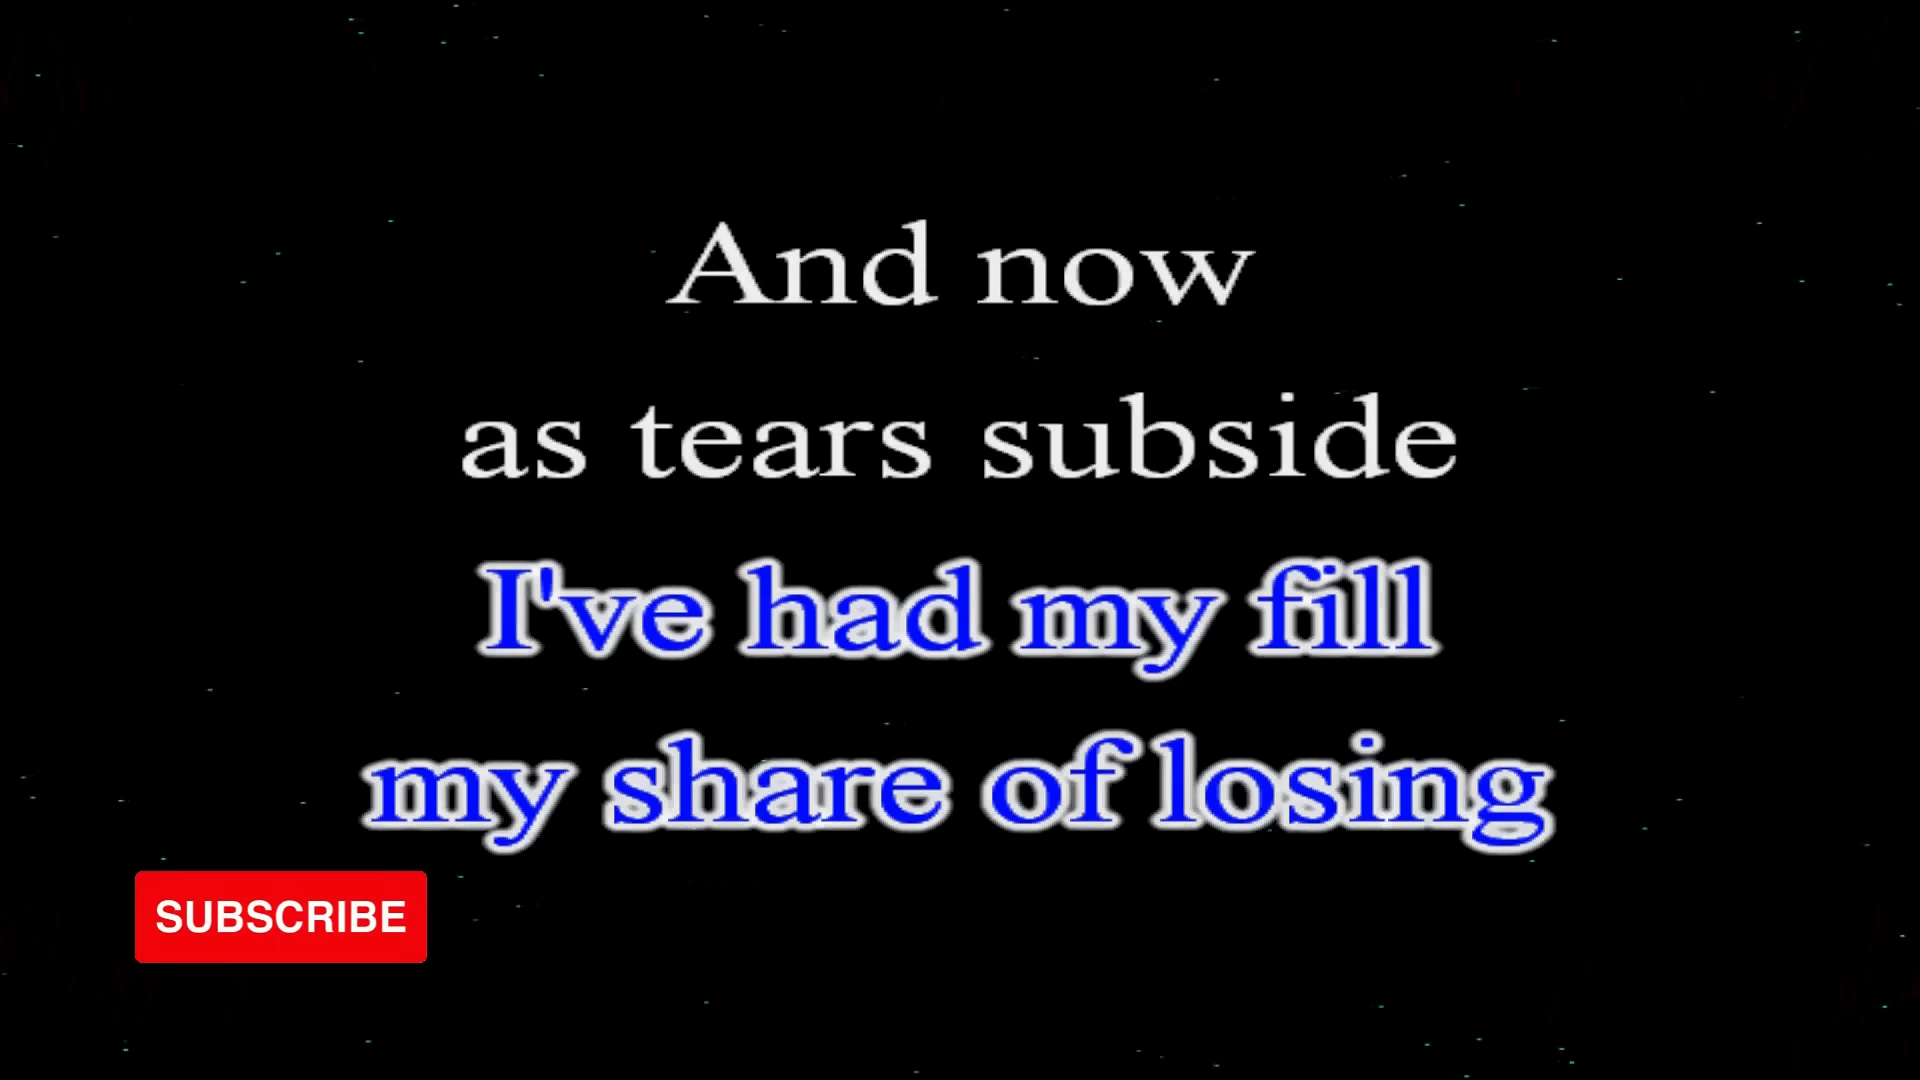 And now
as tears subside
I've had my fill
my share of losing
SUBSCRIBE